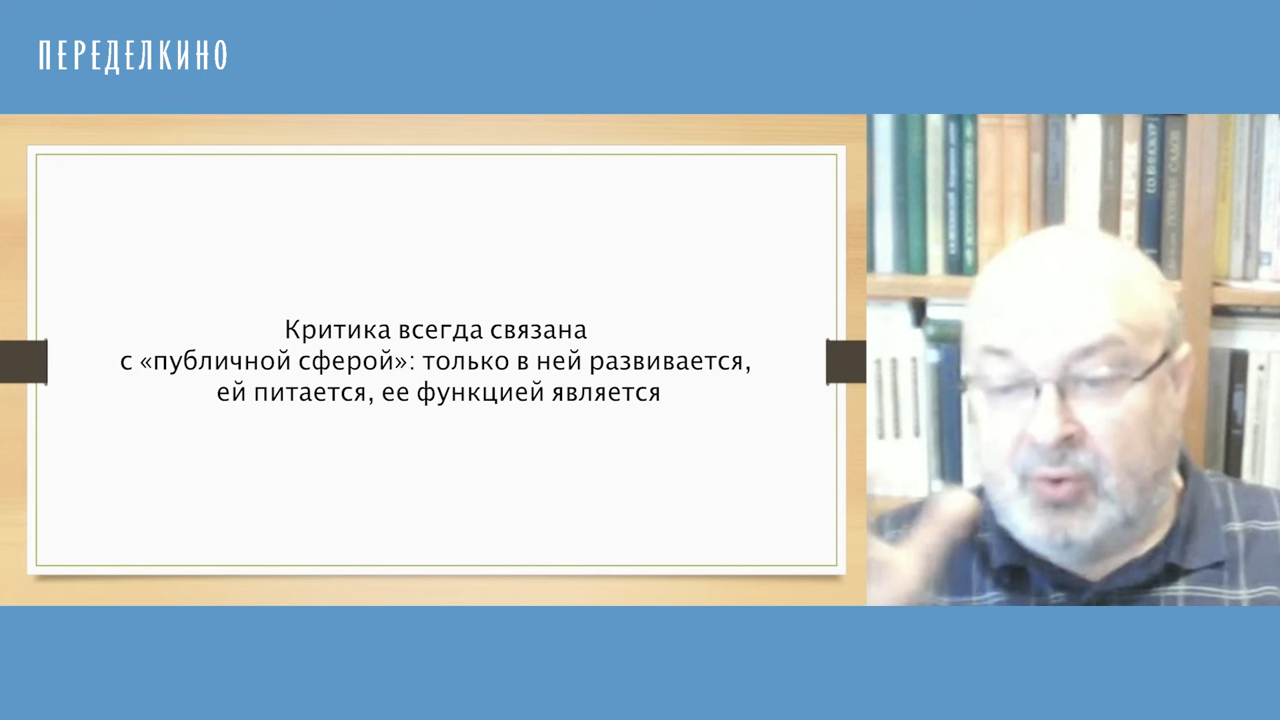 ПЕРЕДЕЛКИНО
Критика всегда связана
с «публичной сферой»: только в ней развивается,
ей питается, ее функцией является